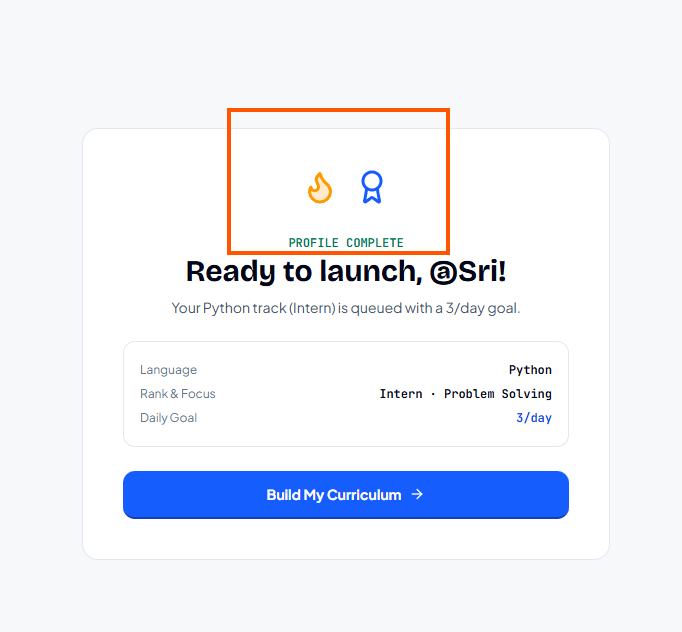 PROFILE COMPLETE
Ready to launch, @Sri!
Your Python track (Intern) is queued with a 3/day goal.
Language Python
Rank & Focus Intern · Problem Solving
Daily Goal 3/day
Build My Curriculum →